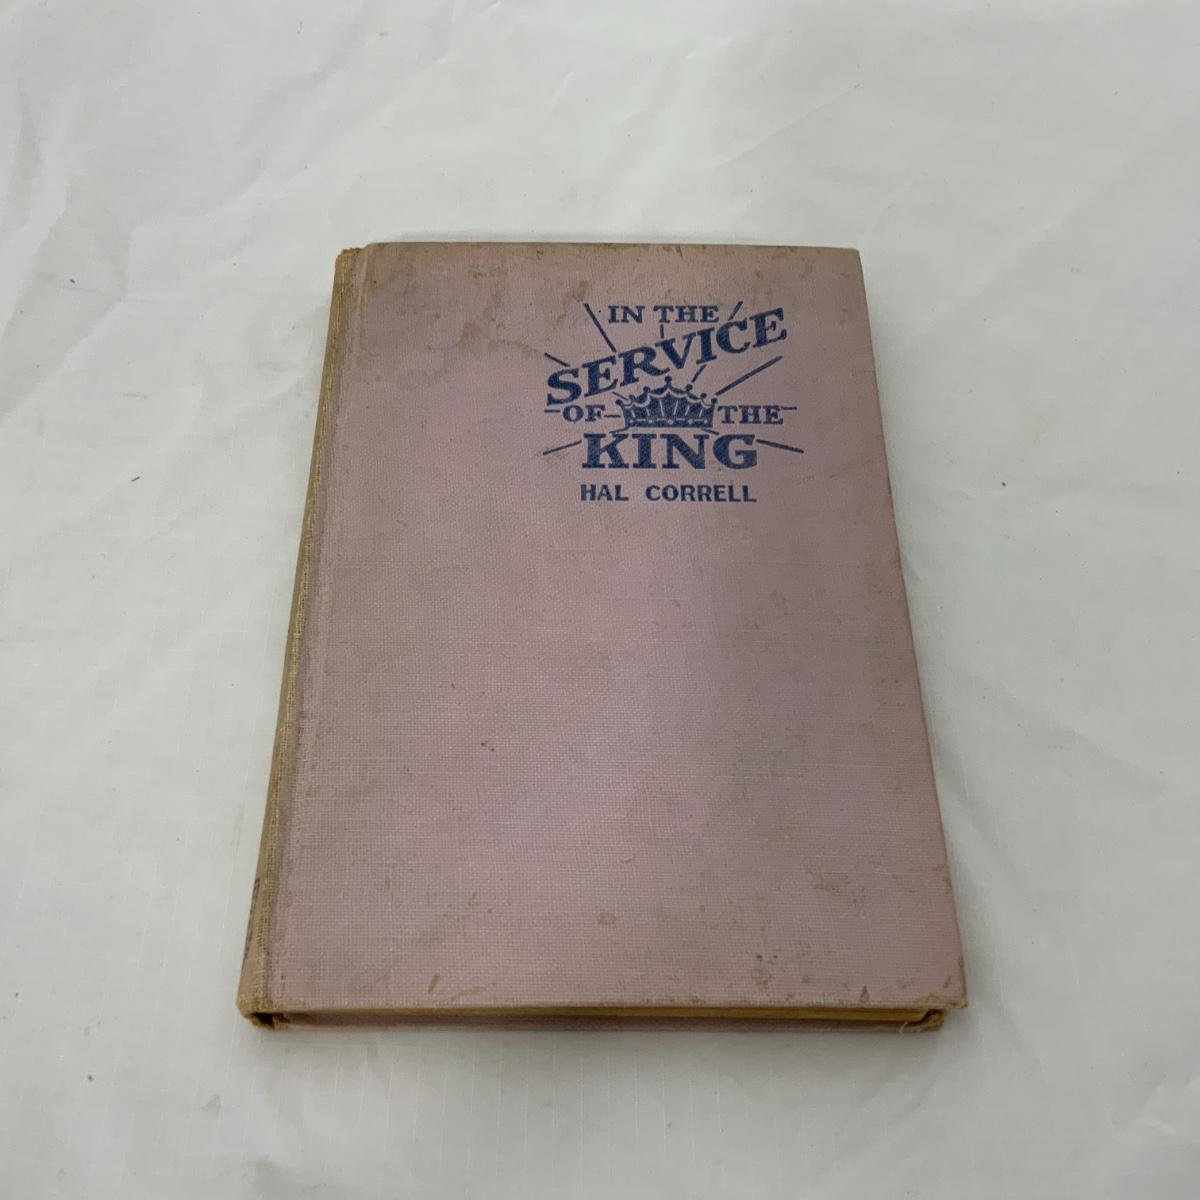 IN THE
SERVICE
OF THE
KING
HAL CORRELL